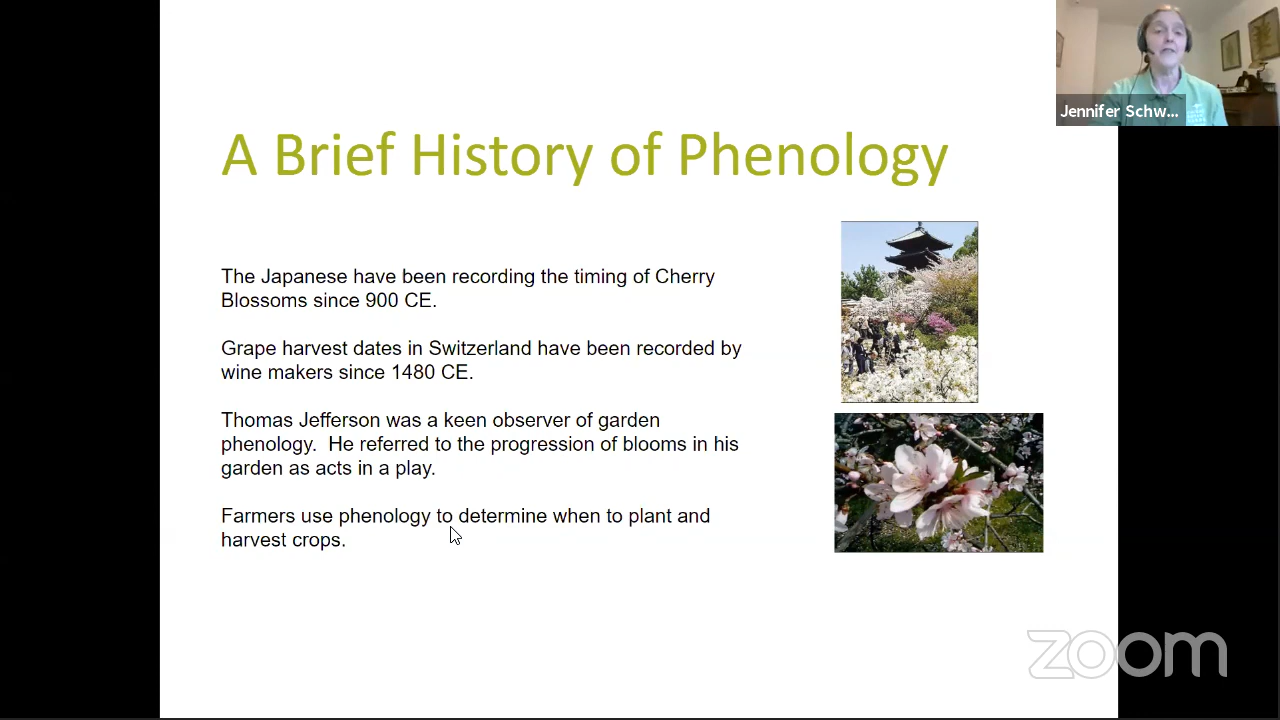 Jennifer Schw...
A Brief History of Phenology
The Japanese have been recording the timing of Cherry
Blossoms since 900 CE.
Grape harvest dates in Switzerland have been recorded by
wine makers since 1480 CE.
Thomas Jefferson was a keen observer of garden
phenology.  He referred to the progression of blooms in his
garden as acts in a play.
Farmers use phenology to determine when to plant and
harvest crops.
zoom